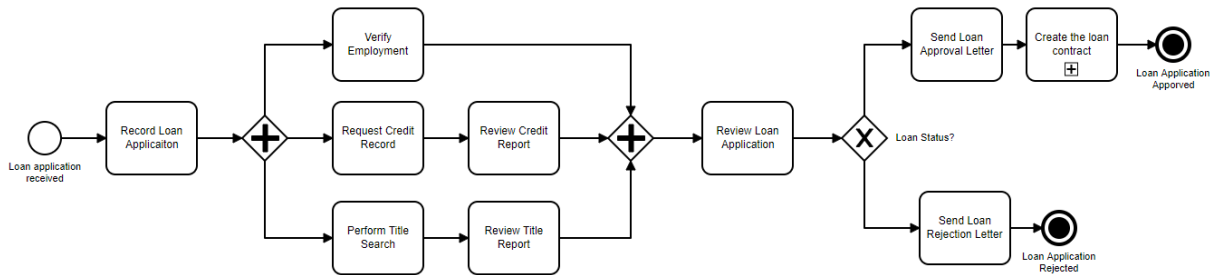 Loan application
received
Record Loan
Applicaiton
Verify
Employment
Request Credit
Record
Review Credit
Report
Perform Title
Search
Review Title
Report
Review Loan
Application
X
Loan Status?
Send Loan
Approval Letter
Create the loan
contract
Loan Application
Apporved
Send Loan
Rejection Letter
Loan Application
Rejected